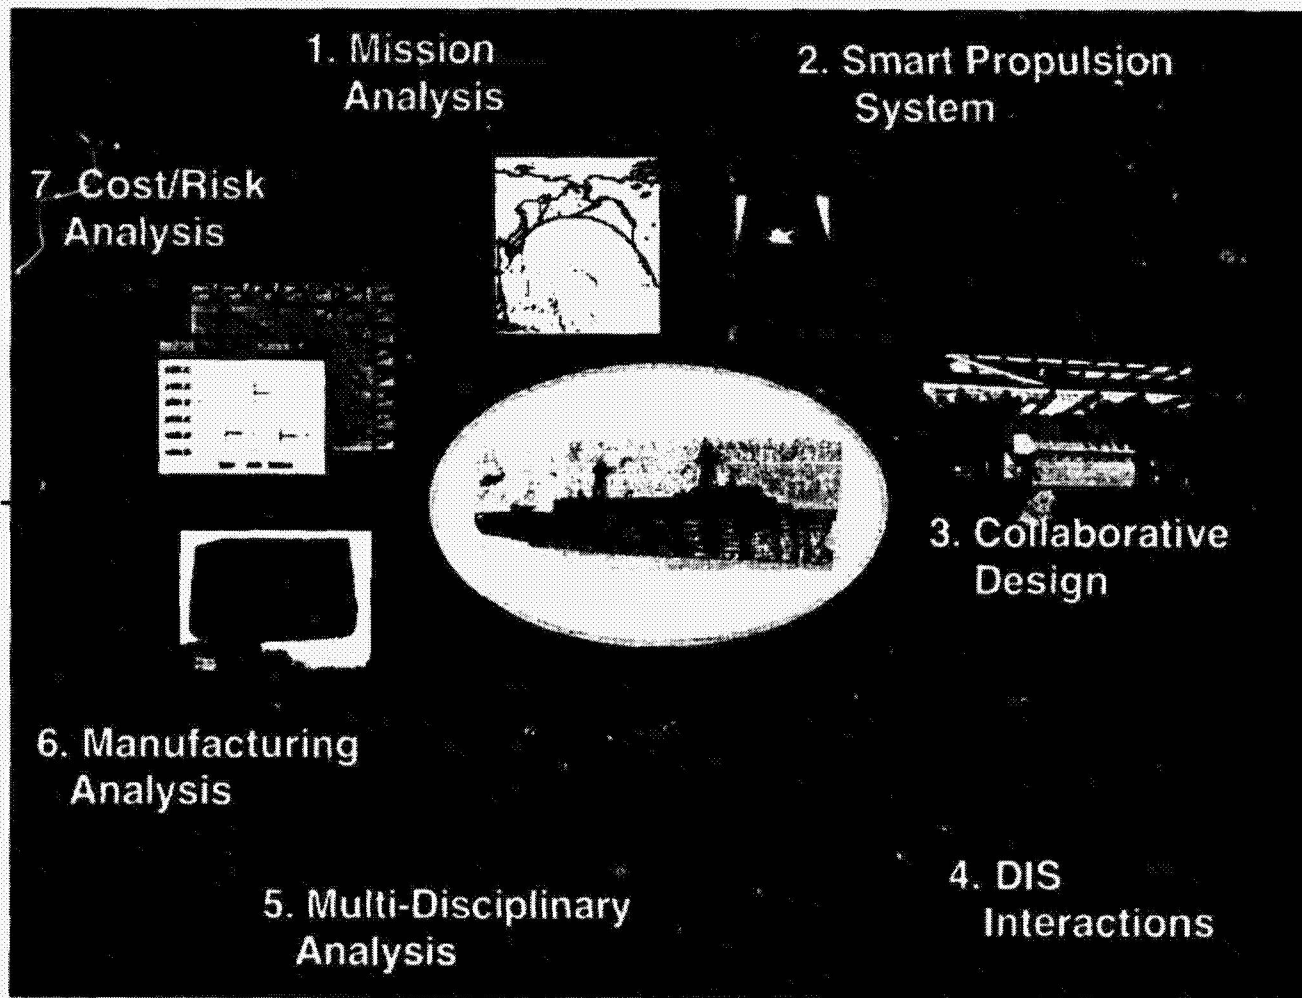 1. Mission
Analysis
2. Smart Propulsion
System
7. Cost/Risk
Analysis
3. Collaborative
Design
6. Manufacturing
Analysis
4. DIS
Interactions
5. Multi-Disciplinary
Analysis